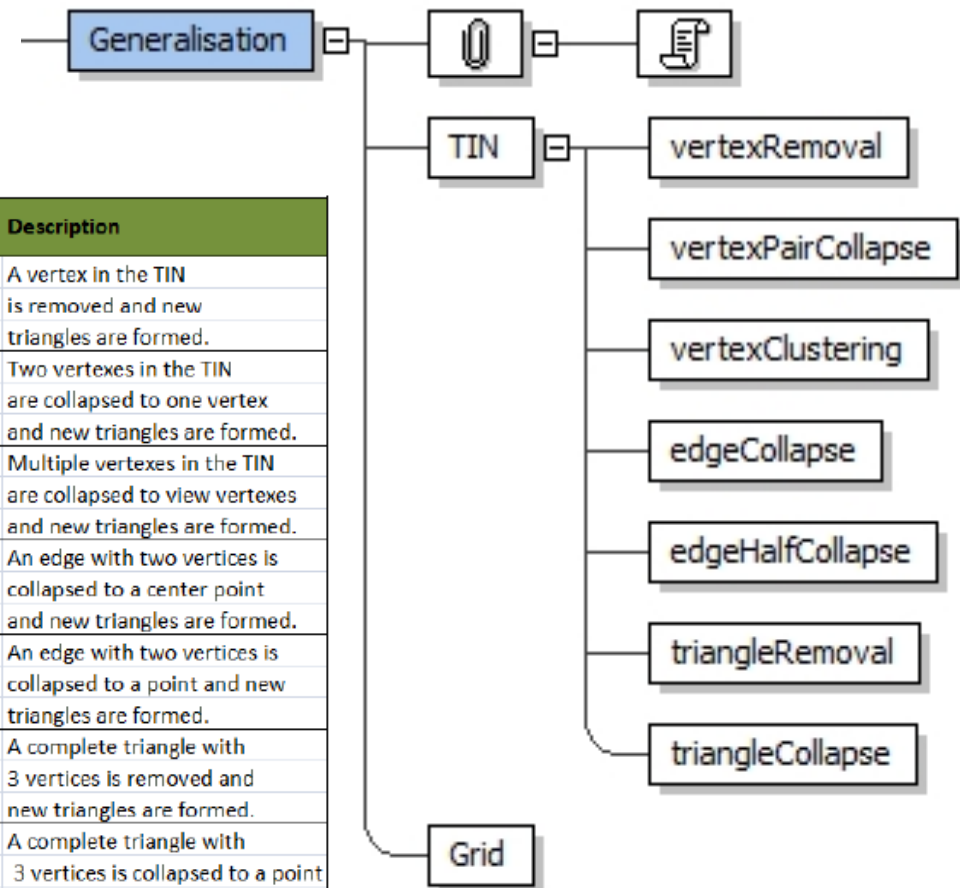 Generalisation
TIN
vertexRemoval
vertexPairCollapse
vertexClustering
edgeCollapse
edgeHalfCollapse
triangleRemoval
triangleCollapse
Grid
Description
A vertex in the TIN
is removed and new
triangles are formed.
Two vertexes in the TIN
are collapsed to one vertex
and new triangles are formed.
Multiple vertexes in the TIN
are collapsed to view vertexes
and new triangles are formed.
An edge with two vertices is
collapsed to a center point
and new triangles are formed.
An edge with two vertices is
collapsed to a point and new
triangles are formed.
A complete triangle with
3 vertices is removed and
new triangles are formed.
A complete triangle with
3 vertices is collapsed to a point